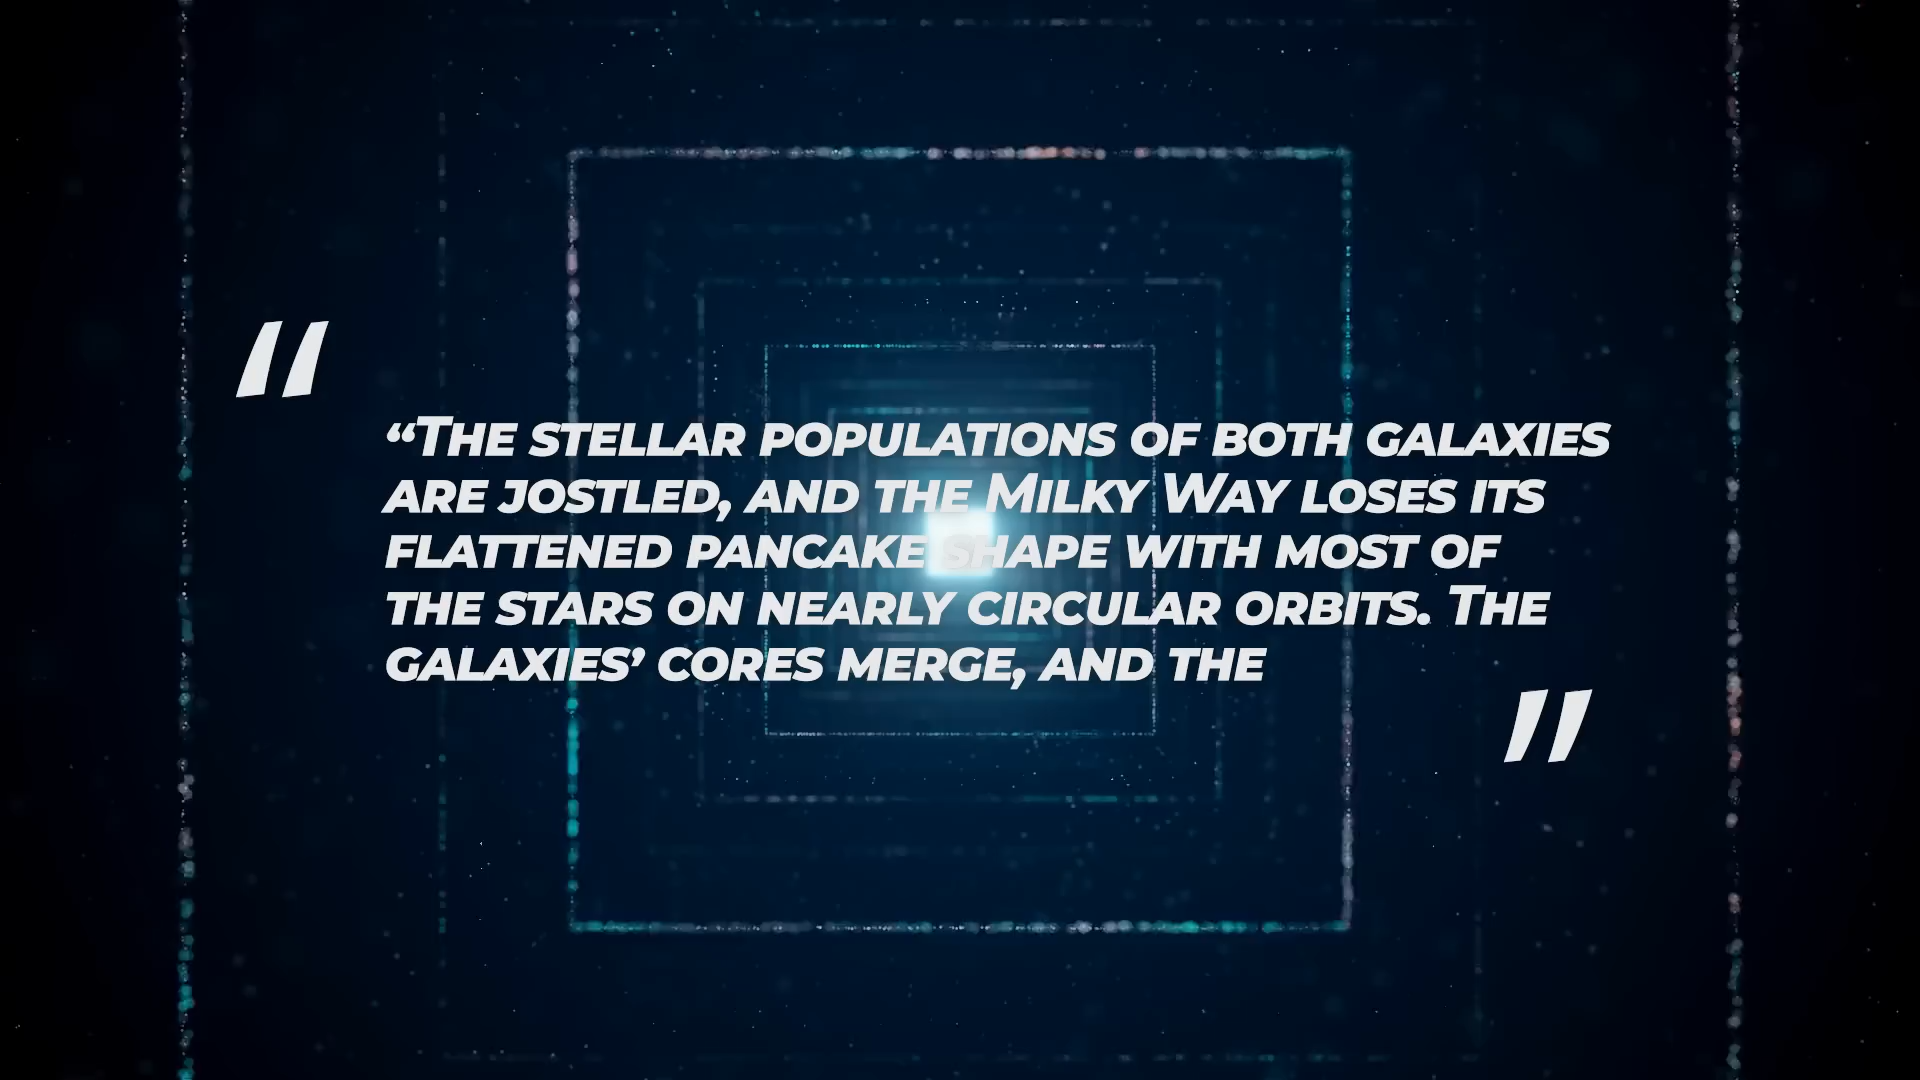 “The stellar populations of both galaxies
are jostled, and the Milky Way loses its
flattened pancake shape with most of
the stars on nearly circular orbits. The
galaxies’ cores merge, and the